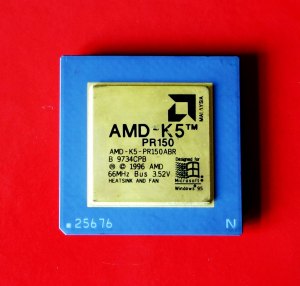 MALAYSIA
AMD-K5™
PR150
AMD-K5-PR150ABR
B 9734CPB
Ⓜ © 1996 AMD
66MHz Bus 3.52V
HEATSINK AND FAN
Designed for
Microsoft®
Windows 95
25676
N